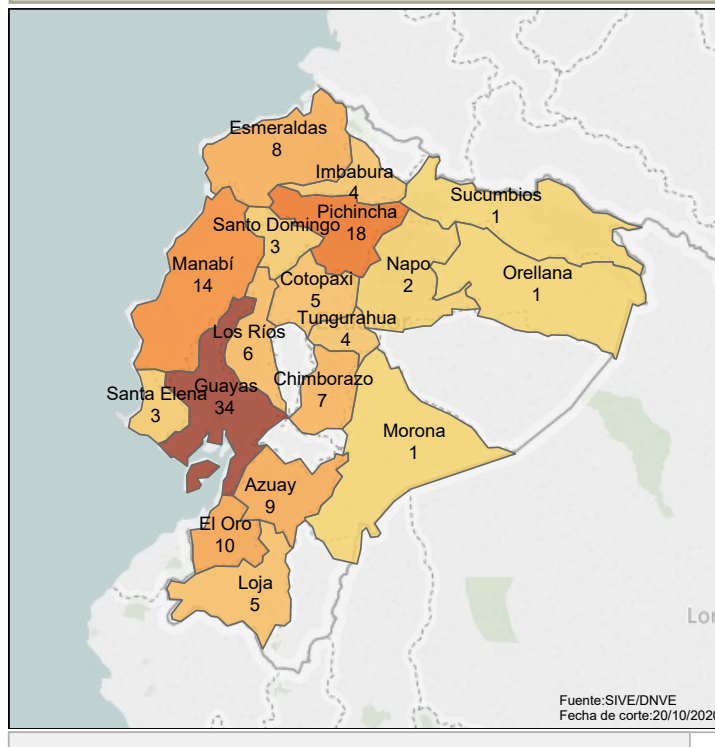 Esmeraldas
8
Imbabura
4
Sucumbios
1
Pichincha
18
Santo Domingo
3
Manabí
14
Napo
2
Orellana
1
Cotopaxi
5
Tungurahua
4
Los Ríos
6
Chimborazo
7
Santa Elena
3
Guayas
34
Morona
1
Azuay
9
El Oro
10
Loja
5
Fuente:SIVE/DNVE
Fecha de corte:20/10/2020